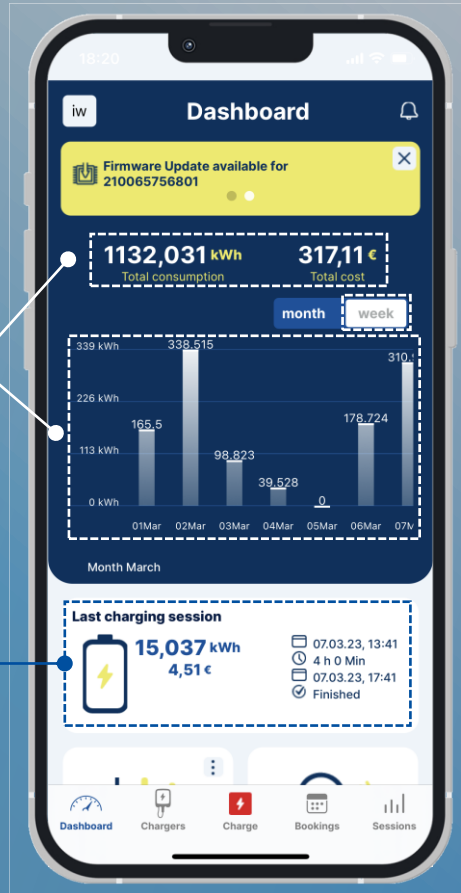 18:20
iw
Dashboard
Firmware Update available for
210065756801
1132,031 kWh 317,11 €
Total consumption Total cost
month week
339 kWh
338.515
310.
226 kWh
165.5
178.724
113 kWh
98.823
39,528
0
0 kWh
01Mar 02Mar 03Mar 04Mar 05Mar 06Mar 07M
Month March
Last charging session
15,037 kWh
4,51 €
07.03.23, 13:41
4 h 0 Min
07.03.23, 17:41
Finished
Dashboard Chargers Charge Bookings Sessions